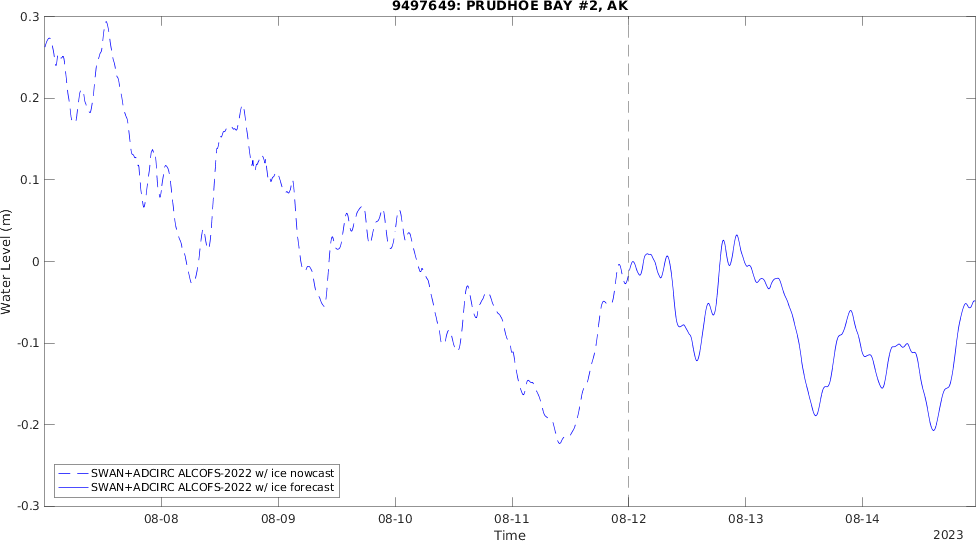 9497649: PRUDHOE BAY #2, AK
0.3
0.2
0.1
0
-0.1
-0.2
-0.3
Water Level (m)
SWAN+ADCIRC ALCOFS-2022 w/ ice nowcast
SWAN+ADCIRC ALCOFS-2022 w/ ice forecast
08-08 08-09 08-10 08-11 08-12 08-13 08-14
Time
2023